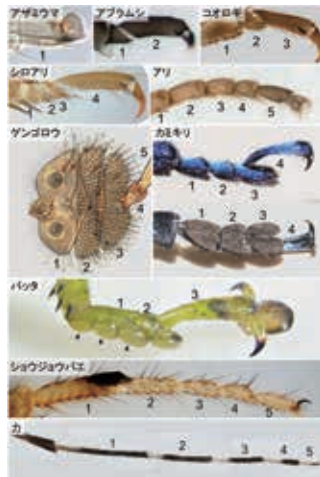 アザミウマ
1
アブラムシ
1 2
コオロギ
1 2 3
シロアリ
1 2 3 4
アリ
1 2 3 4 5
ゲンゴロウ
1 2 3 4 5
カミキリ
1 2 3 4
1 2 3 4
バッタ
1 2 3
ショウジョウバエ
1 2 3 4 5
カ
1 2 3 4 5